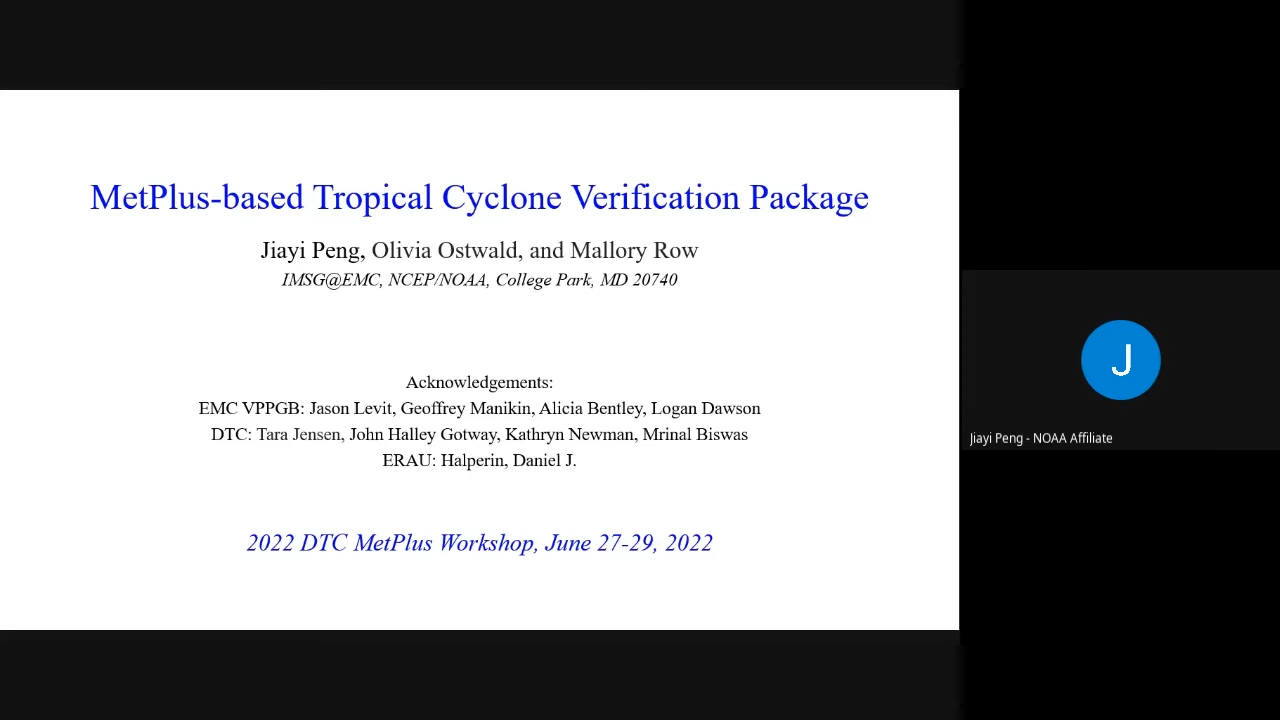 MetPlus-based Tropical Cyclone Verification Package
Jiayi Peng, Olivia Ostwald, and Mallory Row
IMSG@EMC, NCEP/NOAA, College Park, MD 20740
Acknowledgements:
EMC VPPGB: Jason Levit, Geoffrey Manikin, Alicia Bentley, Logan Dawson
DTC: Tara Jensen, John Halley Gotway, Kathryn Newman, Mrinal Biswas
ERAU: Halperin, Daniel J.
2022 DTC MetPlus Workshop, June 27-29, 2022
J
Jiayi Peng - NOAA Affiliate